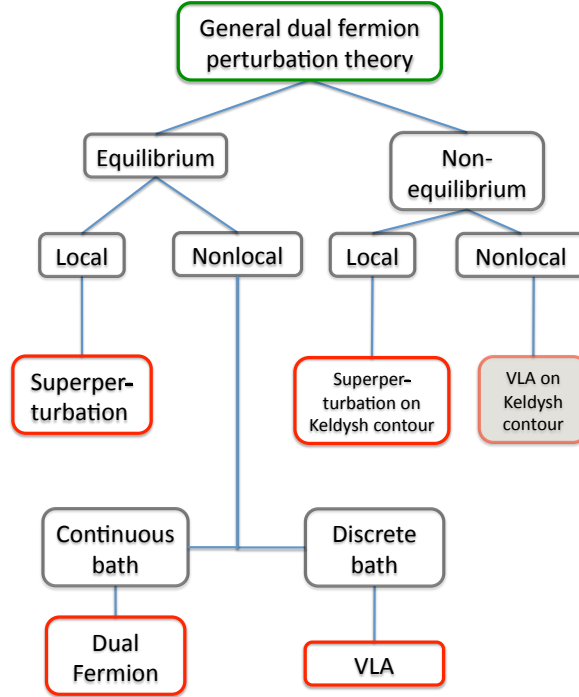 General dual fermion
perturbation theory
Equilibrium
Non-
equilibrium
Local
Nonlocal
Local
Nonlocal
Superper-
turbation
Superper-
turbation on
Keldysh contour
VLA on
Keldysh
contour
Continuous
bath
Discrete
bath
Dual
Fermion
VLA